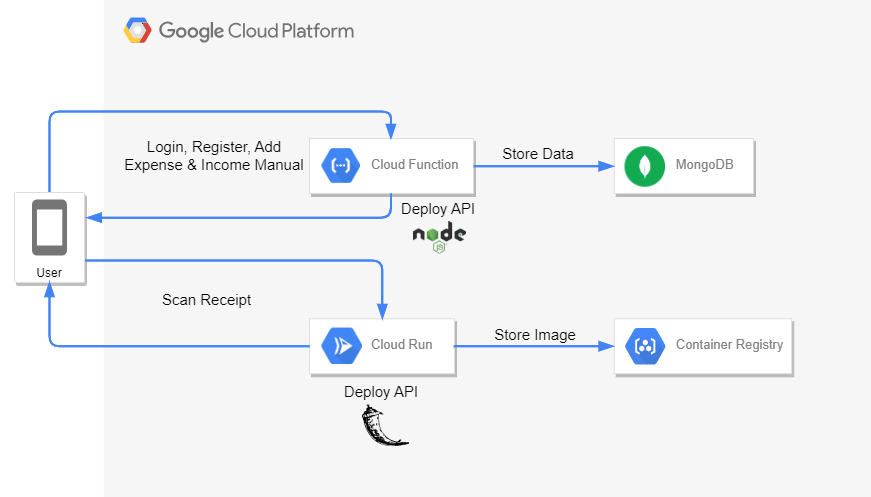 Google Cloud Platform
Login, Register, Add
Expense & Income Manual
Cloud Function
Store Data
MongoDB
Deploy API
node
JS
User
Scan Receipt
Cloud Run
Store Image
Container Registry
Deploy API